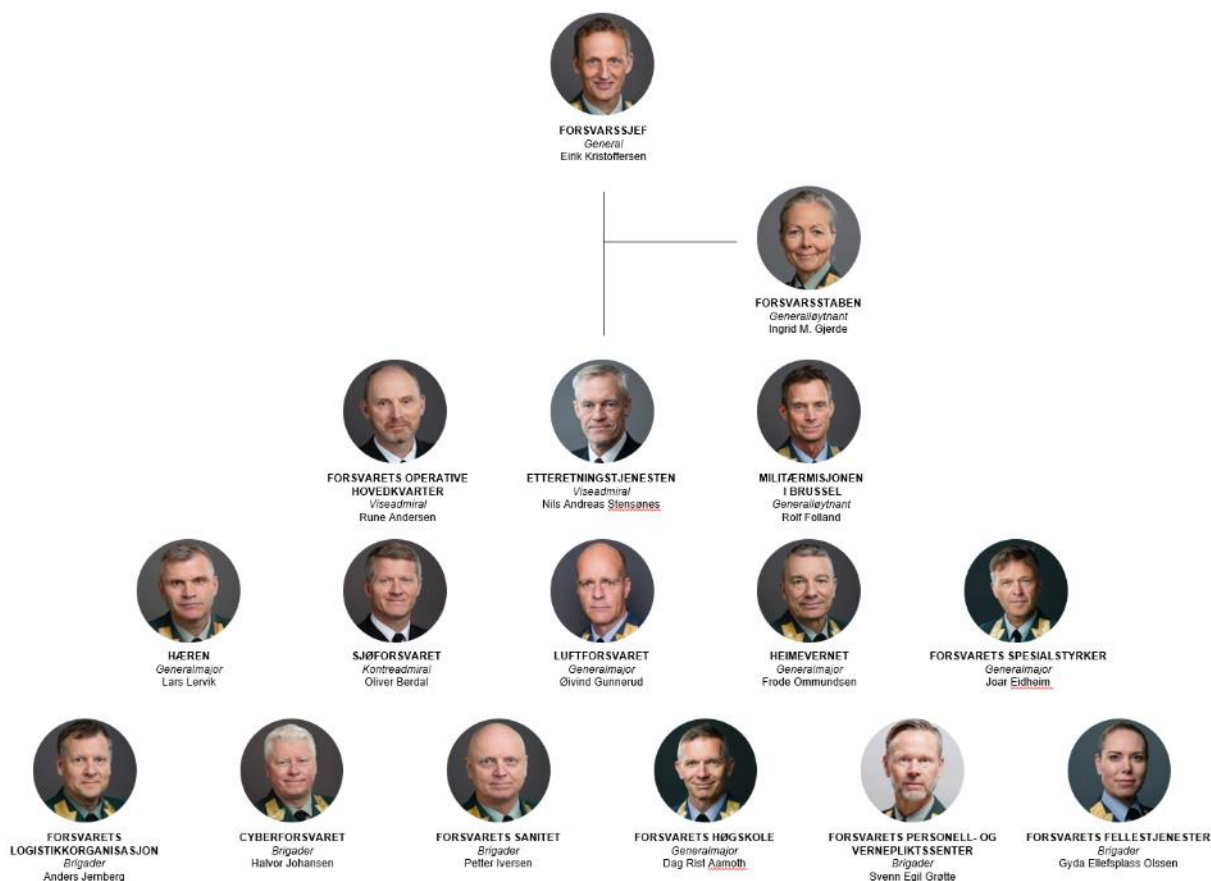 FORSVARSSJEF
General
Eirik Kristoffersen
FORSVARSSTABEN
Generalløytnant
Ingrid M. Gjerde
FORSVARETS OPERATIVE
HOVEDKVARTER
Viseadmiral
Rune Andersen
ETTERETNINGSTJENESTEN
Viseadmiral
Nils Andreas Stensønes
MILITÆRMISJONEN
I BRUSSEL
Generalløytnant
Rolf Folland
HÆREN
Generalmajor
Lars Lervik
SJØFORSVARET
Kontreadmiral
Oliver Berdal
LUFTFORSVARET
Generalmajor
Øivind Gunnerud
HEIMEVERNET
Generalmajor
Frode Ommundsen
FORSVARETS SPESIALSTYRKER
Generalmajor
Joar Eidheim
FORSVARETS
LOGISTIKKORGANISASJON
Brigader
Anders Jernberg
CYBERFORSVARET
Brigader
Halvor Johansen
FORSVARETS SANITET
Brigader
Petter Iversen
FORSVARETS HØGSKOLE
Generalmajor
Dag Rist Aamoth
FORSVARETS PERSONELL- OG
VERNEPLIKTSSENTER
Brigader
Svenn Egil Grøtte
FORSVARETS FELLESTJENESTER
Brigader
Gyda Ellefsplass Olssen